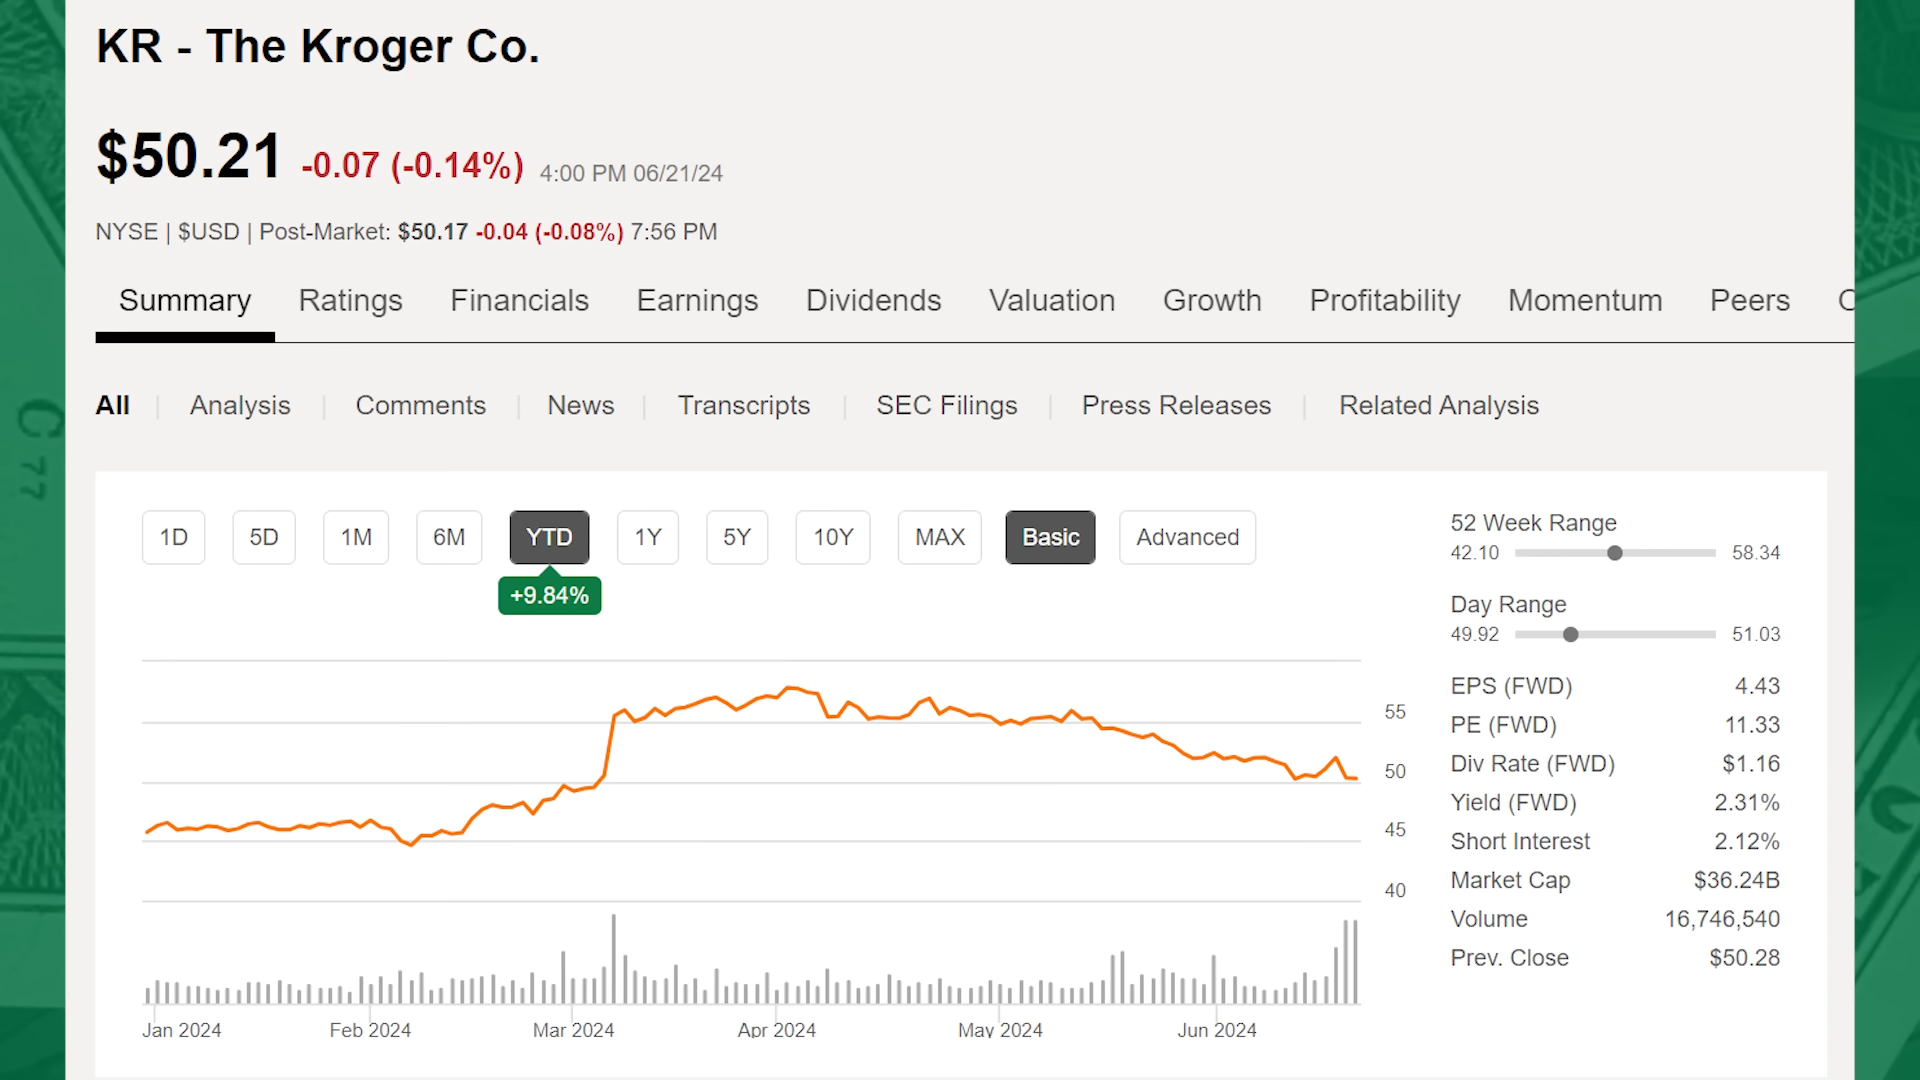 KR - The Kroger Co.
$50.21 -0.07 (-0.14%) 4:00 PM 06/21/24
NYSE | $USD | Post-Market: $50.17 -0.04 (-0.08%) 7:56 PM
Summary Ratings Financials Earnings Dividends Valuation Growth Profitability Momentum Peers
All | Analysis | Comments | News | Transcripts | SEC Filings | Press Releases | Related Analysis
1D 5D 1M 6M YTD 1Y 5Y 10Y MAX Basic Advanced
+9.84%
55
50
45
40
Jan 2024 Feb 2024 Mar 2024 Apr 2024 May 2024 Jun 2024
52 Week Range
42.10 58.34
Day Range
49.92 51.03
EPS (FWD) 4.43
PE (FWD) 11.33
Div Rate (FWD) $1.16
Yield (FWD) 2.31%
Short Interest 2.12%
Market Cap $36.24B
Volume 16,746,540
Prev. Close $50.28